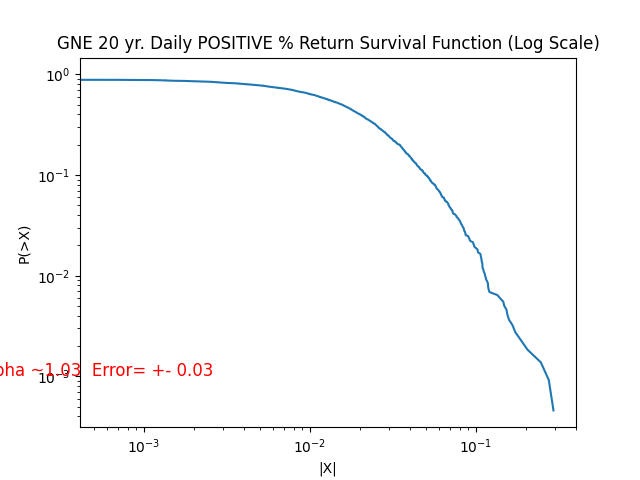 GNE 20 yr. Daily POSITIVE % Return Survival Function (Log Scale)
10⁰
10⁻¹
P(>X)
10⁻²
10⁻³
pha ~1.03 Error= +- 0.03
10⁻³ 10⁻² 10⁻¹
|X|